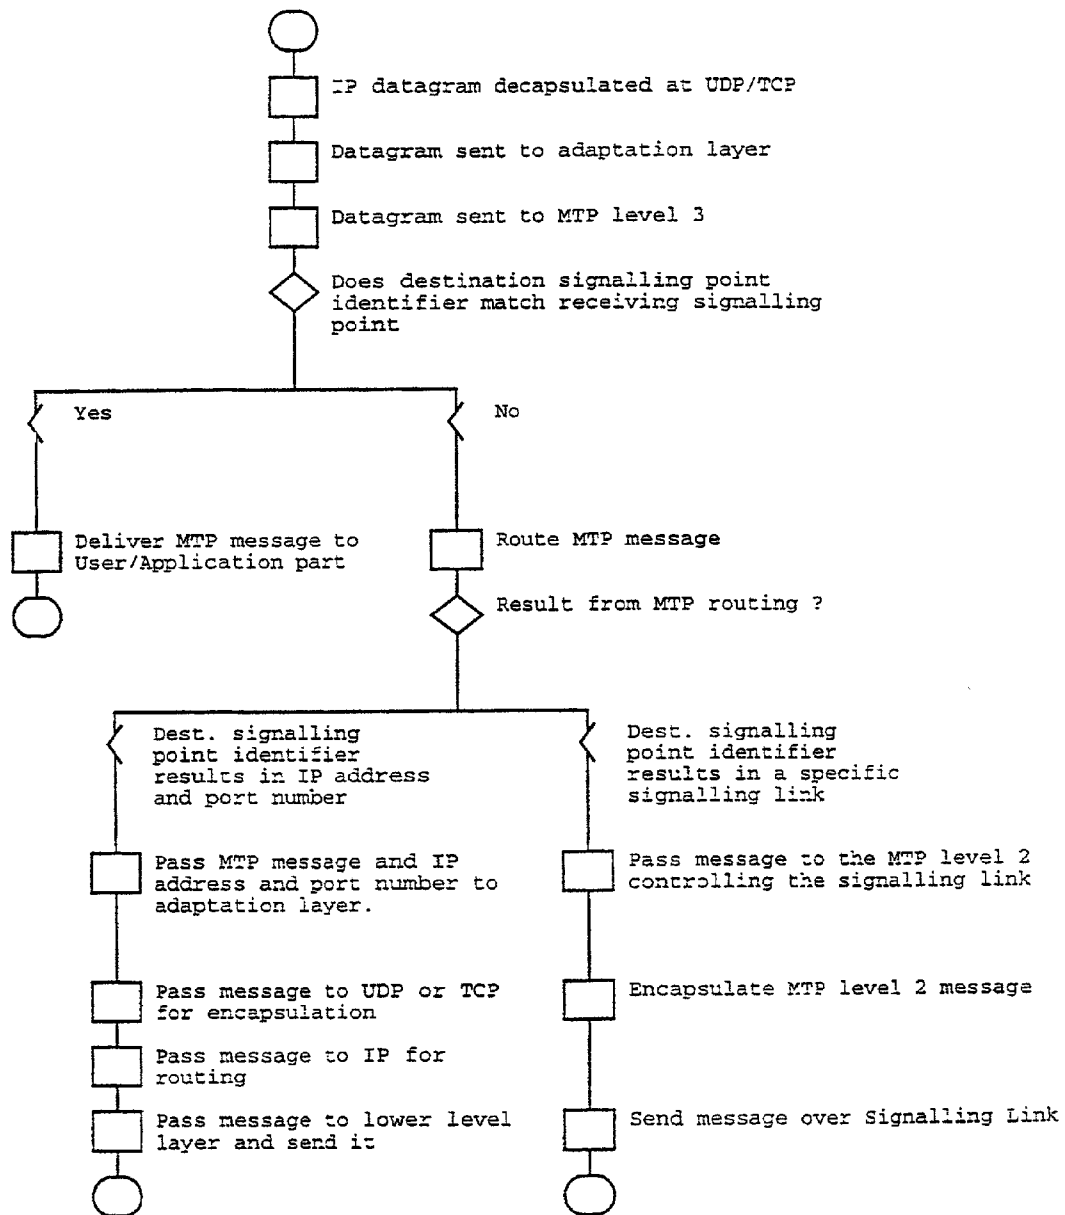 IP datagram decapsulated at UDP/TCP
Datagram sent to adaptation layer
Datagram sent to MTP level 3
Does destination signalling point
identifier match receiving signalling
point
Yes
No
Deliver MTP message to
User/Application part
Route MTP message
Result from MTP routing ?
Dest. signalling
point identifier
results in IP address
and port number
Dest. signalling
point identifier
results in a specific
signalling link
Pass MTP message and IP
address and port number to
adaptation layer.
Pass message to the MTP level 2
controlling the signalling link
Pass message to UDP or TCP
for encapsulation
Encapsulate MTP level 2 message
Pass message to IP for
routing
Pass message to lower level
layer and send it
Send message over Signalling Link